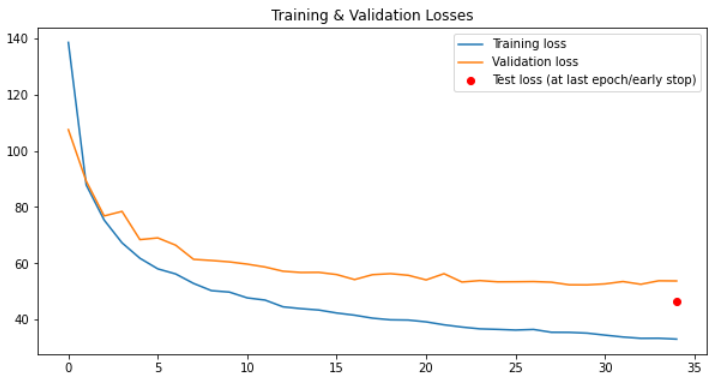 Training & Validation Losses
140
120
100
80
60
40
Training loss
Validation loss
Test loss (at last epoch/early stop)
0 5 10 15 20 25 30 35